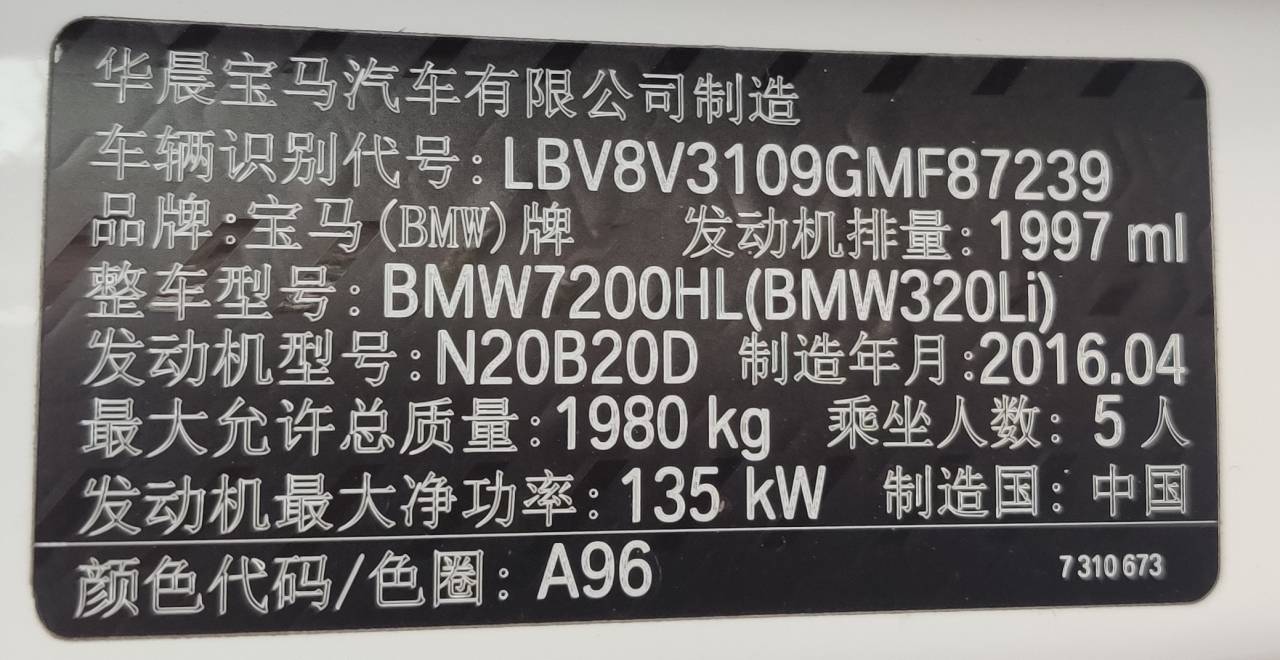 华晨宝马汽车有限公司制造
车辆识别代号：LBV8V3109GMF87239
品牌：宝马(BMW)牌 发动机排量：1997 ml
整车型号：BMW7200HL(BMW320Li)
发动机型号：N20B20D 制造年月：2016.04
最大允许总质量：1980 kg 乘坐人数：5 人
发动机最大净功率：135 kW 制造国：中国
颜色代码/色圈：A96 7 310 673